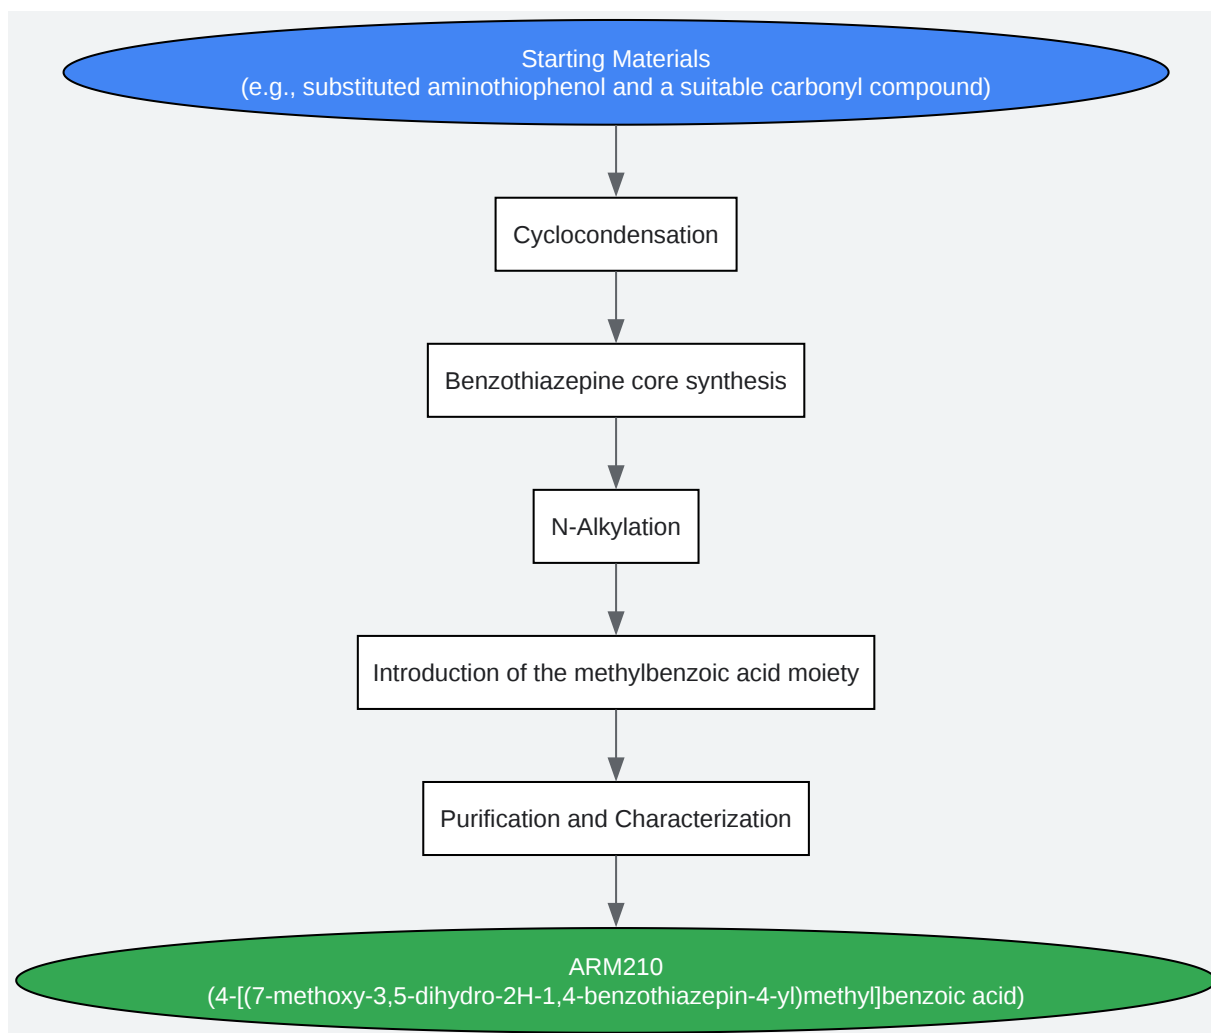 Starting Materials
(e.g., substituted aminothiophenol and a suitable carbonyl compound)
Cyclocondensation
Benzothiazepine core synthesis
N-Alkylation
Introduction of the methylbenzoic acid moiety
Purification and Characterization
ARM210
(4-[(7-methoxy-3,5-dihydro-2H-1,4-benzothiazepin-4-yl)methyl]benzoic acid)